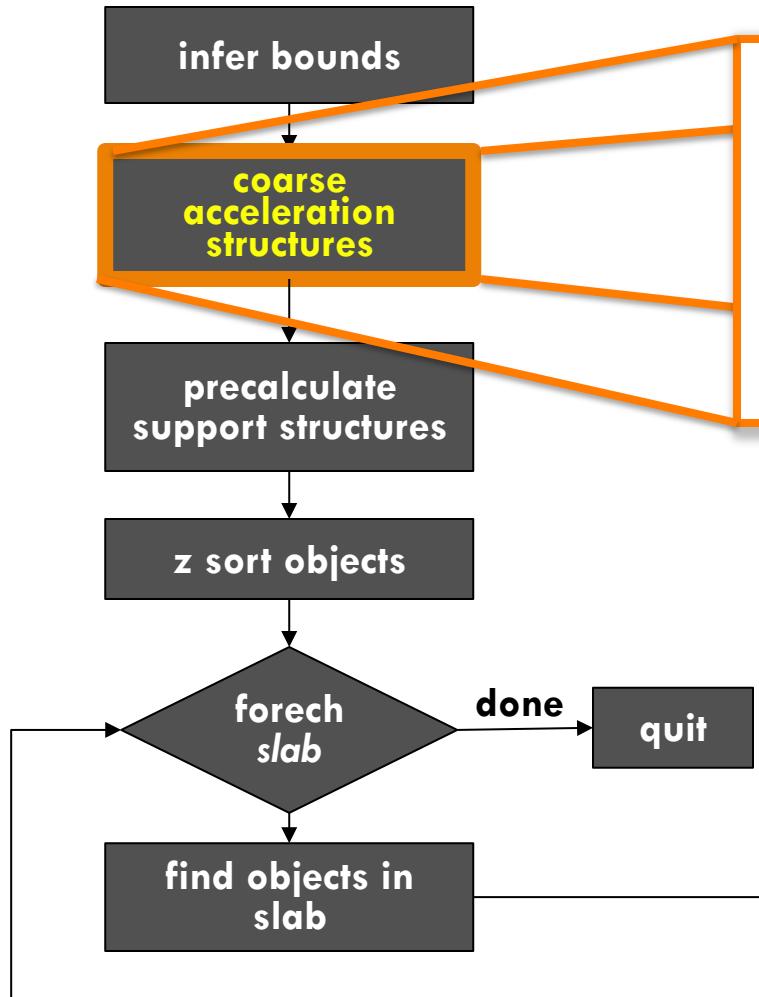 infer bounds
coarse
acceleration
structures
precalculate
support structures
z sort objects
forech
slab
done
quit
find objects in
slab